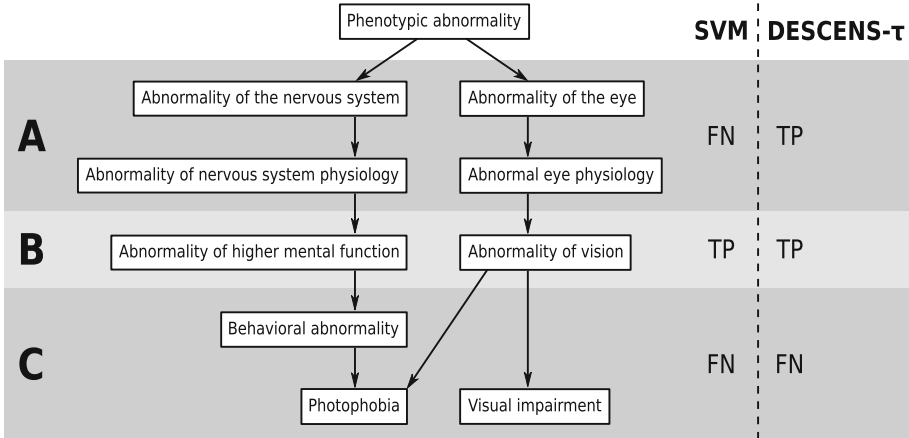 Phenotypic abnormality
SVM
DESCENS-τ
A
Abnormality of the nervous system
Abnormality of the eye
FN
TP
Abnormality of nervous system physiology
Abnormal eye physiology
B
Abnormality of higher mental function
Abnormality of vision
TP
TP
C
Behavioral abnormality
FN
FN
Photophobia
Visual impairment